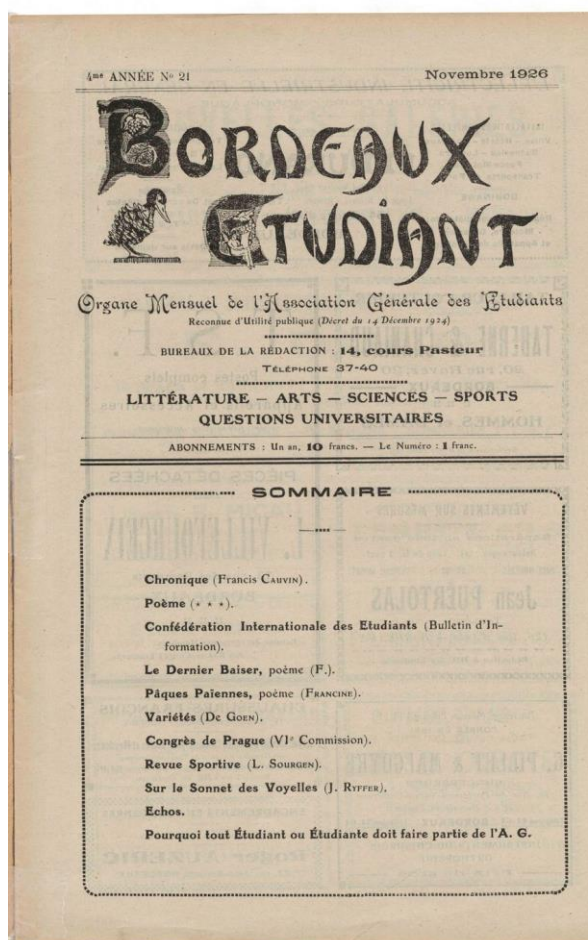 4me ANNÉE No 21 Novembre 1926
BORDEAUX
ETUDIANT
Organe Mensuel de l'Association Générale des Etudiants
Reconnue d'Utilité publique (Décret du 14 Décembre 1924)
BUREAUX DE LA RÉDACTION : 14, cours Pasteur
TÉLÉPHONE 37-40
LITTÉRATURE — ARTS — SCIENCES — SPORTS
QUESTIONS UNIVERSITAIRES
ABONNEMENTS : Un an, 10 francs. — Le Numéro : 1 franc.
SOMMAIRE
Chronique (Francis CAUVIN).
Poème (* * *).
Confédération Internationale des Etudiants (Bulletin d'In-
formation).
Le Dernier Baiser, poème (F.).
Pâques Païennes, poème (FRANCINE).
Variétés (DE GOEN).
Congrès de Prague (VIe Commission).
Revue Sportive (L. SOURGEN).
Sur le Sonnet des Voyelles (J. RYFFER).
Echos.
Pourquoi tout Étudiant ou Étudiante doit faire partie de l'A. G.